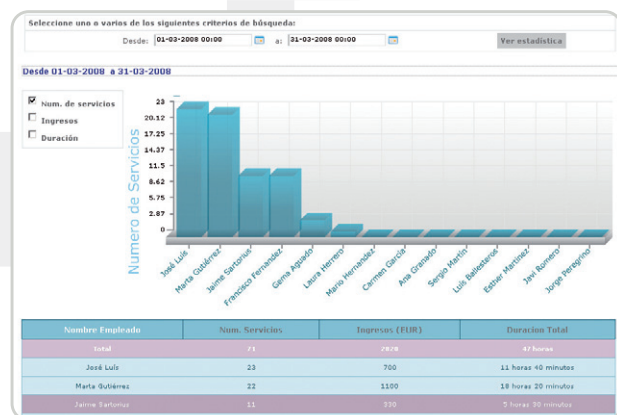 Seleccione uno o varios de los siguientes criterios de búsqueda:
Desde: 01-03-2008 00:00 a: 31-03-2008 00:00 Ver estadística
Desde 01-03-2008 a 31-03-2008
Num. de servicios
Ingresos
Duración
Numero de Servicios
23
20.12
17.25
14.37
11.5
8.62
5.75
2.87
0
José Luís
Marta Gutiérrez
Jaime Sartorius
Francisco Fernandez
Gema Aguado
Laura Herrero
Mario Hernandez
Carmen García
Ana Granado
Sergio Martín
Luis Ballesteros
Esther Martinez
Javi Romero
Jorge Peregrino
Nombre Empleado Num. Servicios Ingresos (EUR) Duracion Total
Total 71 2820 47 horas
José Luís 23 700 11 horas 40 minutos
Marta Gutiérrez 22 1100 18 horas 20 minutos
Jaime Sartorius 11 330 5 horas 30 minutos